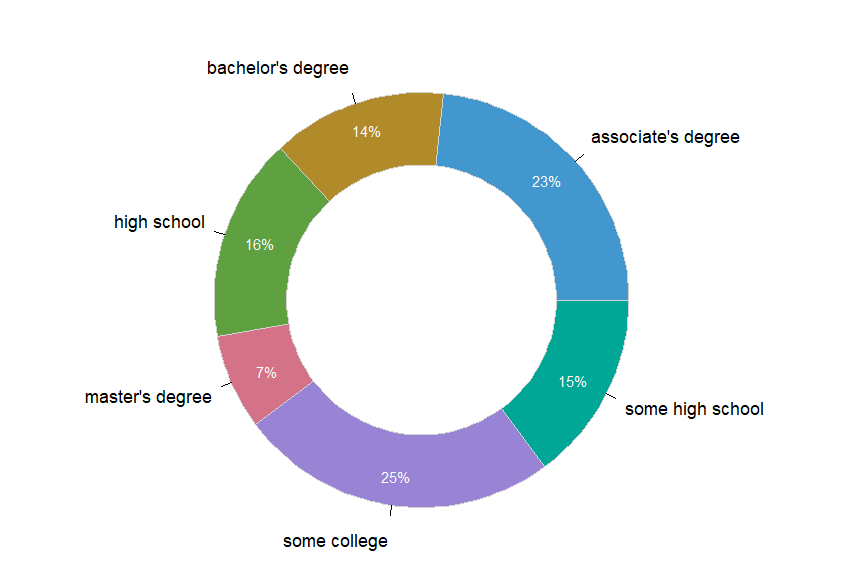 bachelor's degree
14%
associate's degree
23%
high school
16%
master's degree
7%
15%
some high school
25%
some college